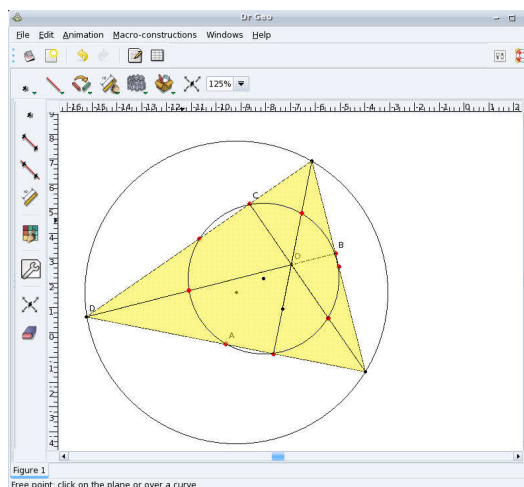 Dr Geo
File Edit Animation Macro-constructions Windows Help
125%
-16 -15 -14 -13 -12 -11 -10 -9 -8 -7 -6 -5 -4 -3 -2 -1 0 1 2
9
8
7
6
5
4
3
2
1
0
1
2
3
4
C
B
O
D
A
Figure 1
Free point: click on the plane or over a curve